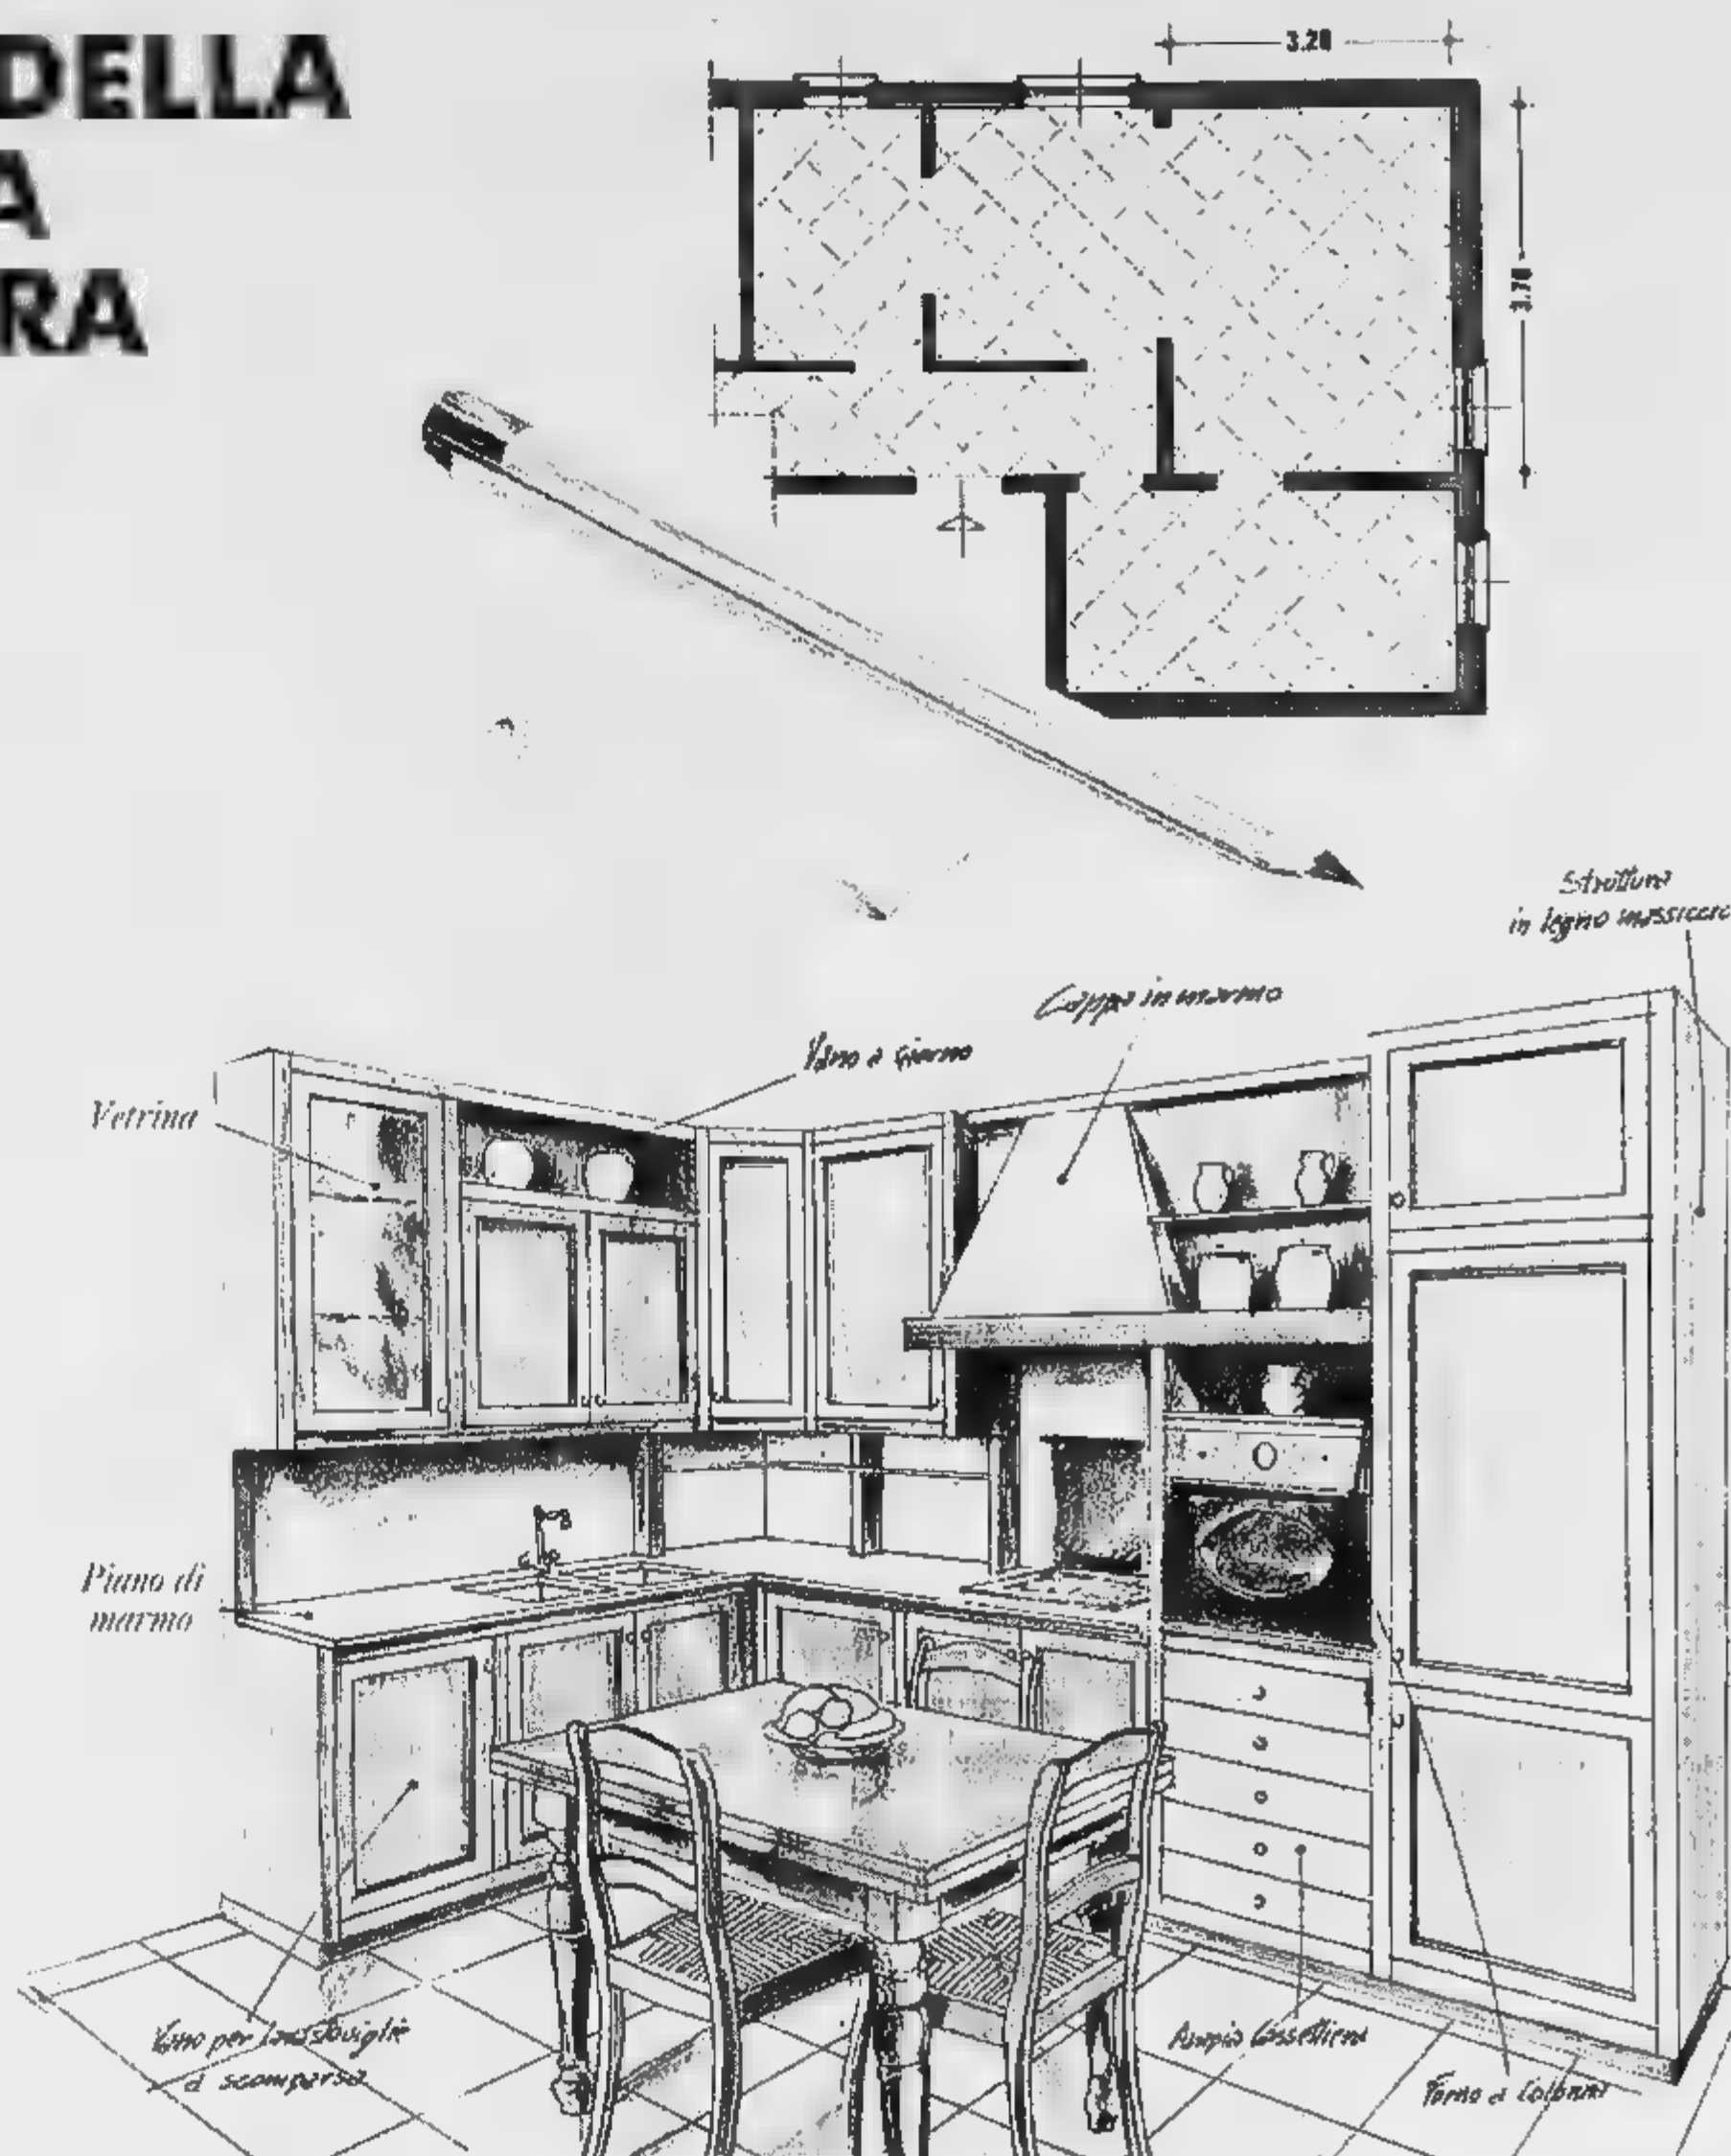 DELLA
A
RA
3.20
3.70
Struttura
in legno massiccio
Cappa in marmo
Vano a Giorno
Vetrina
Piano di
marmo
Vano per lavastoviglie
a scomparsa
Ampia Cassettiera
Forno a Colonna